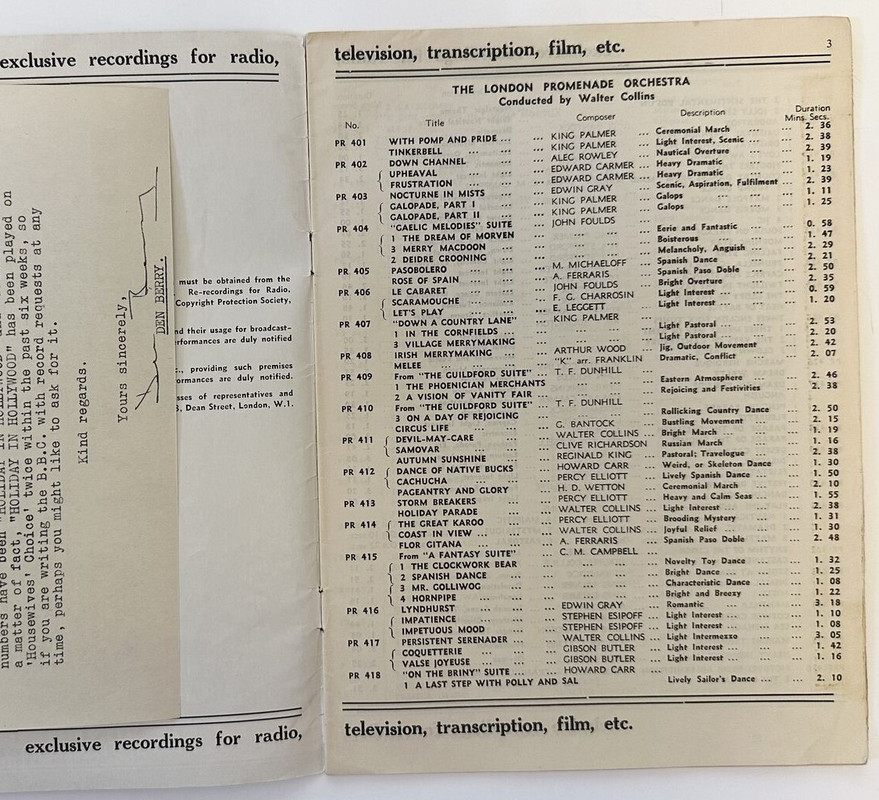 exclusive recordings for radio,
numbers have been "HOLIDAY IN HOLLYWOOD" and
a matter of fact, "HOLIDAY IN HOLLYWOOD" has been played on
'Housewives' Choice' twice within the past six weeks, so
if you are writing the B.B.C. with record requests at any
time, perhaps you might like to ask for it.
Kind regards.
Yours sincerely,
DEN BERRY.
must be obtained from the
Re-recordings for Radio,
Copyright Protection Society,
nd their usage for broadcast-
rformances are duly notified
., providing such premises
ormances are duly notified.
sses of representatives and
3, Dean Street, London, W.1.
exclusive recordings for radio,
television, transcription, film, etc. 3
THE LONDON PROMENADE ORCHESTRA
Conducted by Walter Collins
No. Title Composer Description Duration Mins. Secs.
PR 401 WITH POMP AND PRIDE ... ... KING PALMER Ceremonial March ... ... 2. 36
TINKERBELL ... ... ... KING PALMER Light Interest, Scenic ... ... 2. 38
PR 402 DOWN CHANNEL ... ... ALEC ROWLEY Nautical Overture ... ... 2. 39
UPHEAVAL ... ... ... EDWARD CARMER ... Heavy Dramatic ... ... 1. 19
FRUSTRATION ... ... ... EDWARD CARMER ... Heavy Dramatic ... ... 1. 23
PR 403 NOCTURNE IN MISTS ... ... EDWIN GRAY Scenic, Aspiration, Fulfilment ... 2. 39
GALOPADE, PART I ... ... KING PALMER Galops ... ... 1. 11
GALOPADE, PART II ... ... KING PALMER Galops ... ... 1. 25
PR 404 "GAELIC MELODIES" SUITE ... JOHN FOULDS ...
1 THE DREAM OF MORVEN ... ... Eerie and Fantastic ... ... 0. 58
3 MERRY MACDOON ... ... ... Boisterous ... ... 1. 47
2 DEIDRE CROONING ... ... ... Melancholy, Anguish ... ... 2. 29
PR 405 PASOBOLERO ... ... ... M. MICHAELOFF ... Spanish Dance ... ... 2. 21
ROSE OF SPAIN ... ... ... A. FERRARIS ... Spanish Paso Doble ... ... 2. 50
PR 406 LE CABARET ... ... ... JOHN FOULDS ... Bright Overture ... ... 2. 35
SCARAMOUCHE ... ... ... F. G. CHARROSIN ... Light Interest ... ... 0. 59
LET'S PLAY ... ... ... E. LEGGETT ... Light Interest ... ... 1. 20
PR 407 "DOWN A COUNTRY LANE" ... KING PALMER ...
1 IN THE CORNFIELDS ... ... Light Pastoral ... ... 2. 53
3 VILLAGE MERRYMAKING ... Light Pastoral ... ... 2. 20
PR 408 IRISH MERRYMAKING ... ... ARTHUR WOOD ... Jig, Outdoor Movement ... 2. 42
MELEE ... ... ... "K" arr. FRANKLIN Dramatic, Conflict ... ... 2. 07
PR 409 From "THE GUILDFORD SUITE" ... T. F. DUNHILL ...
1 THE PHOENICIAN MERCHANTS ... Eastern Atmosphere ... ... 2. 46
2 A VISION OF VANITY FAIR ... ... Rejoicing and Festivities ... 2. 38
PR 410 From "THE GUILDFORD SUITE" ... T. F. DUNHILL ...
3 ON A DAY OF REJOICING ... Rollicking Country Dance ... 2. 50
CIRCUS LIFE ... ... ... G. BANTOCK ... Bustling Movement ... ... 2. 15
PR 411 DEVIL-MAY-CARE ... ... WALTER COLLINS ... Bright March ... ... 1. 19
SAMOVAR ... ... ... CLIVE RICHARDSON Russian March ... ... 1. 16
AUTUMN SUNSHINE ... ... REGINALD KING ... Pastoral; Travelogue ... ... 2. 38
PR 412 DANCE OF NATIVE BUCKS ... HOWARD CARR ... Weird, or Skeleton Dance ... 1. 30
CACHUCHA ... ... ... PERCY ELLIOTT ... Lively Spanish Dance ... ... 1. 50
PAGEANTRY AND GLORY ... H. D. WETTON ... Ceremonial March ... ... 2. 10
PR 413 STORM BREAKERS ... ... PERCY ELLIOTT ... Heavy and Calm Seas ... ... 1. 55
HOLIDAY PARADE ... ... WALTER COLLINS ... Light Interest ... ... 2. 38
PR 414 THE GREAT KAROO ... ... PERCY ELLIOTT ... Brooding Mystery ... ... 1. 31
COAST IN VIEW ... ... Joyful Relief ... ... 1. 30
FLOR GITANA ... ... ... A. FERRARIS ... Spanish Paso Doble ... ... 2. 48
PR 415 From "A FANTASY SUITE" ... C. M. CAMPBELL ...
1 THE CLOCKWORK BEAR ... Novelty Toy Dance ... ... 1. 32
2 SPANISH DANCE ... ... ... Bright Dance ... ... 1. 25
3 MR. GOLLIWOG ... ... ... Characteristic Dance ... ... 1. 08
4 HORNPIPE ... ... ... Bright and Breezy ... ... 1. 22
PR 416 LYNDHURST ... ... ... EDWIN GRAY ... Romantic ... ... 3. 18
IMPATIENCE ... ... ... STEPHEN ESIPOFF ... Light Interest ... ... 1. 10
IMPETUOUS MOOD ... ... STEPHEN ESIPOFF ... Light Interest ... ... 1. 08
PR 417 PERSISTENT SERENADER ... ... WALTER COLLINS ... Light Intermezzo ... ... 3. 05
COQUETTERIE ... ... ... GIBSON BUTLER ... Light Interest ... ... 1. 42
VALSE JOYEUSE ... ... ... GIBSON BUTLER ... Light Interest ... ... 1. 16
PR 418 "ON THE BRINY" SUITE ... ... HOWARD CARR ...
1 A LAST STEP WITH POLLY AND SAL Lively Sailor's Dance ... ... 2. 10
television, transcription, film, etc.